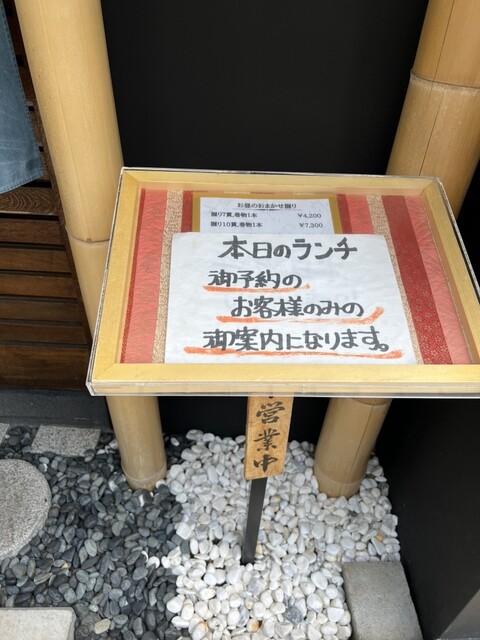 お昼のおまかせ握り
握り7貫、巻物1本 ¥4,200
握り10貫、巻物1本 ¥7,300
本日のランチ
御予約の
お客様のみの
御案内になります。
営業中